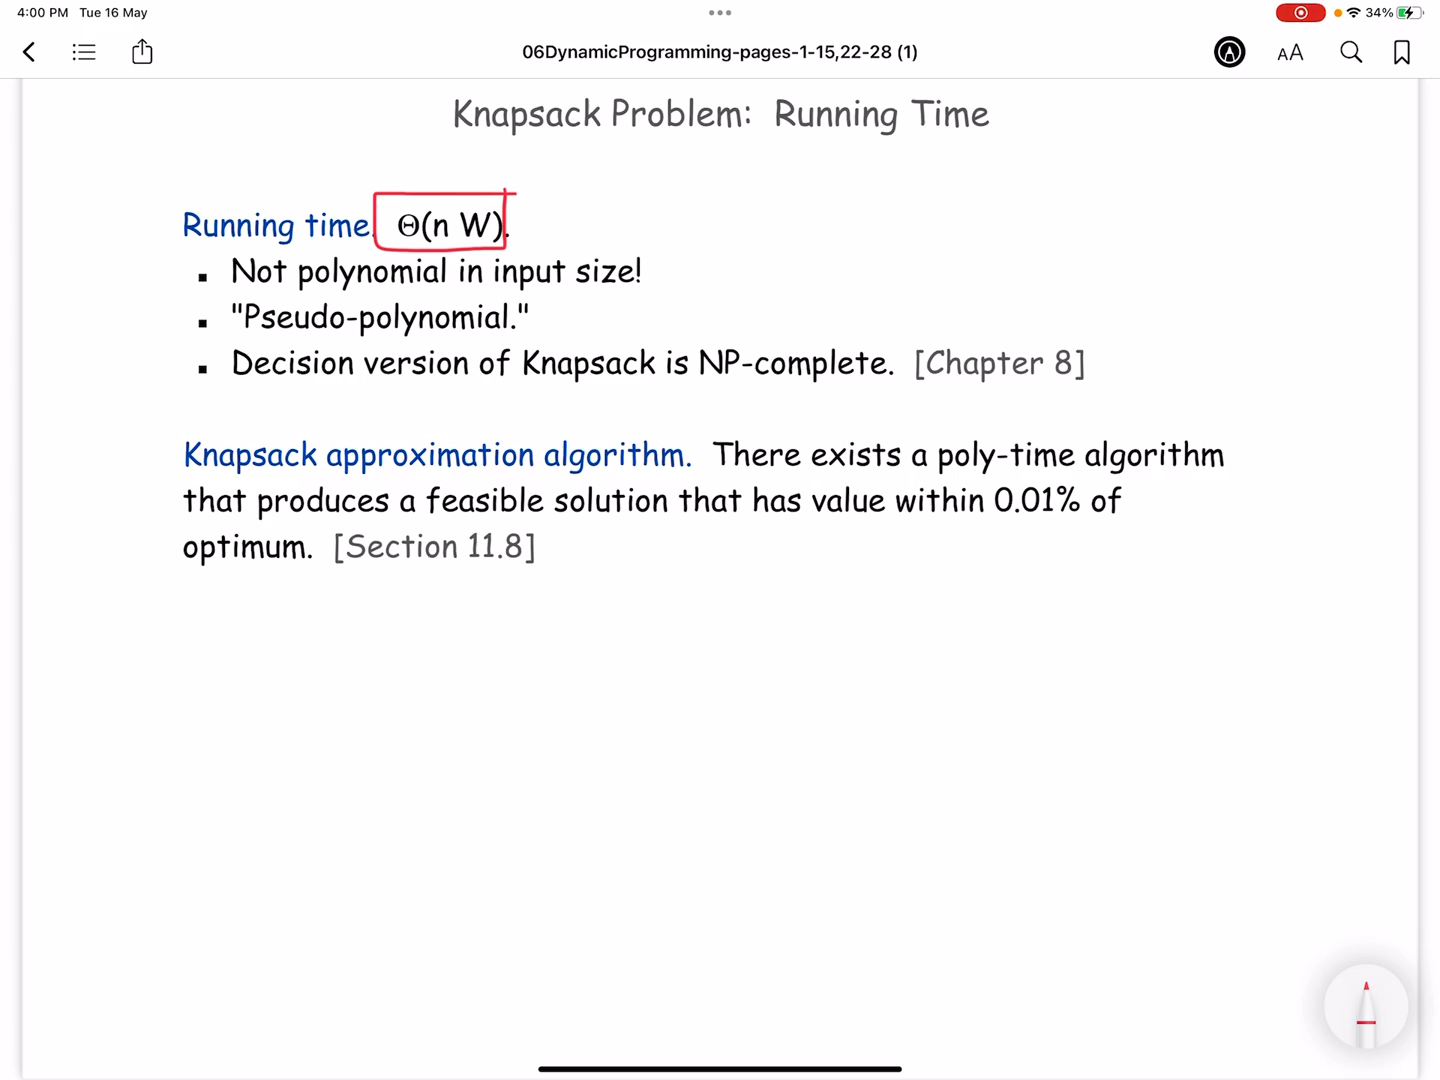 4:00 PM Tue 16 May
34%
06DynamicProgramming-pages-1-15,22-28 (1)
AA
Knapsack Problem: Running Time
Running time. Θ(n W).
▪ Not polynomial in input size!
▪ "Pseudo-polynomial."
▪ Decision version of Knapsack is NP-complete. [Chapter 8]
Knapsack approximation algorithm. There exists a poly-time algorithm
that produces a feasible solution that has value within 0.01% of
optimum. [Section 11.8]